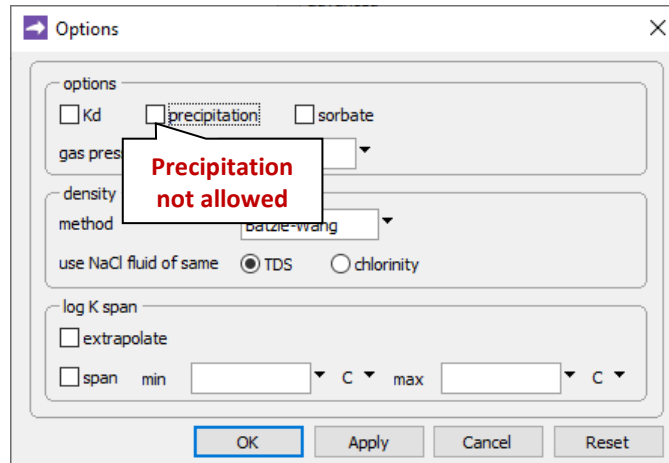 Options
options
Kd precipitation sorbate
gas pres
Precipitation
not allowed
density
method Batzle-Wang
use NaCl fluid of same TDS chlorinity
log K span
extrapolate
span min C max C
OK Apply Cancel Reset